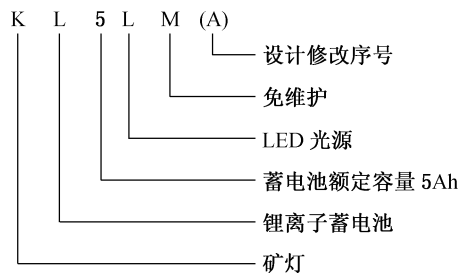 K L 5 L M (A)
设计修改序号
免维护
LED 光源
蓄电池额定容量 5Ah
锂离子蓄电池
矿灯